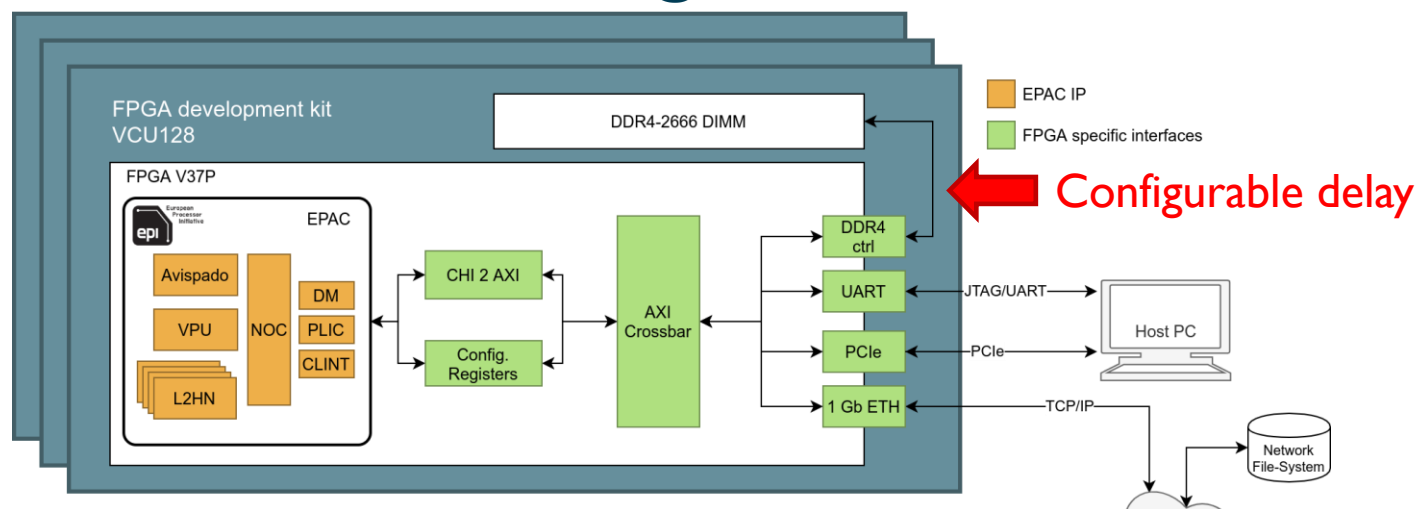 FPGA development kit
VCU128
DDR4-2666 DIMM
EPAC IP
FPGA specific interfaces
Configurable delay
FPGA V37P
European
Processor
Initiative
epi
EPAC
Avispado
VPU
L2HN
NOC
DM
PLIC
CLINT
CHI 2 AXI
Config.
Registers
AXI
Crossbar
DDR4
ctrl
UART
PCIe
1 Gb ETH
JTAG/UART
PCIe
TCP/IP
Host PC
Network
File-System